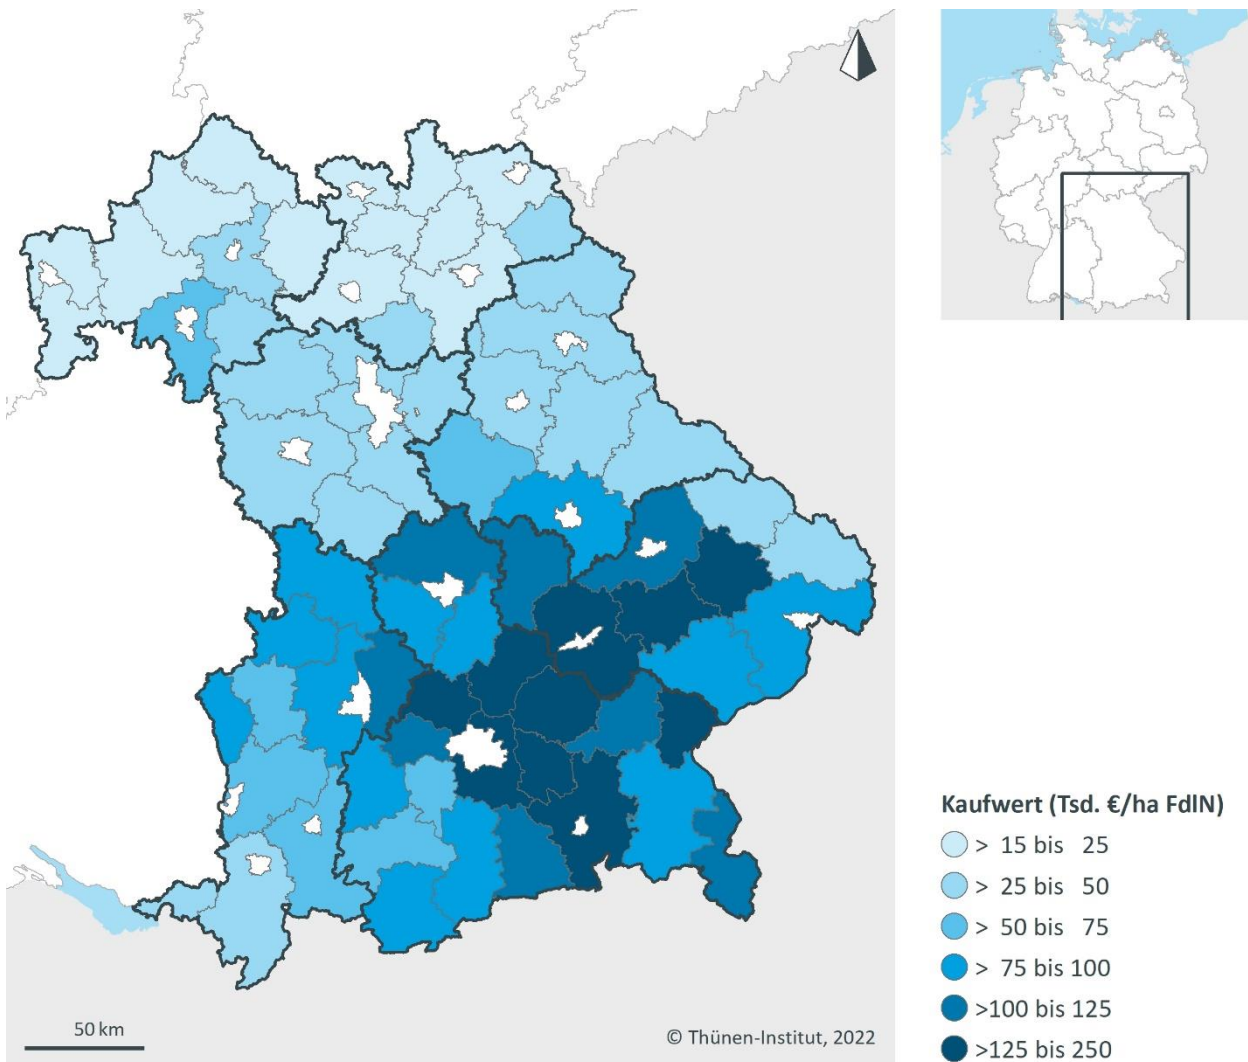 Kaufwert (Tsd. €/ha FdlN)
> 15 bis 25
> 25 bis 50
> 50 bis 75
> 75 bis 100
>100 bis 125
>125 bis 250
50 km
© Thünen-Institut, 2022